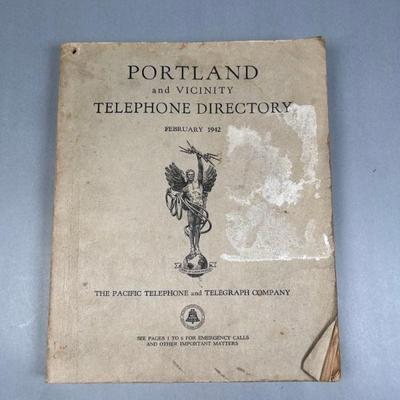 PORTLAND
and VICINITY
TELEPHONE DIRECTORY
FEBRUARY 1942
THE PACIFIC TELEPHONE and TELEGRAPH COMPANY
SEE PAGES 1 TO 6 FOR EMERGENCY CALLS
AND OTHER IMPORTANT MATTERS